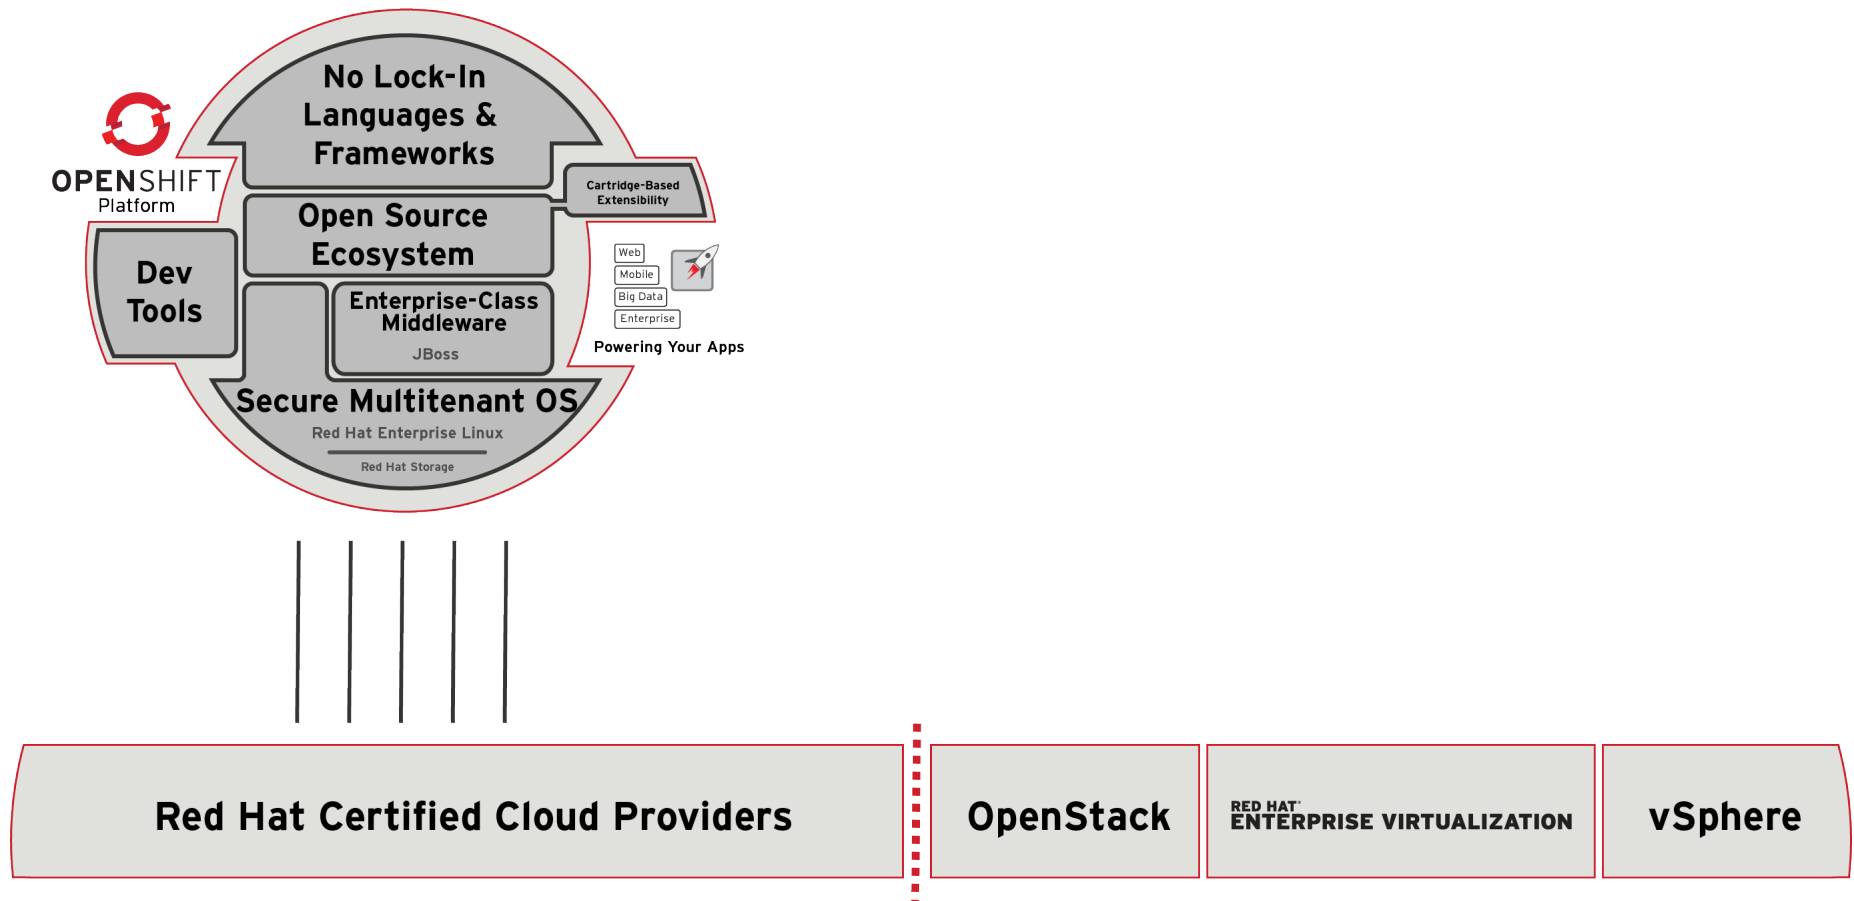 No Lock-In
Languages &
Frameworks
OPENSHIFT
Platform
Cartridge-Based
Extensibility
Open Source
Ecosystem
Dev
Tools
Web
Mobile
Big Data
Enterprise
Powering Your Apps
Enterprise-Class
Middleware
JBoss
Secure Multitenant OS
Red Hat Enterprise Linux
Red Hat Storage
Red Hat Certified Cloud Providers
OpenStack
RED HAT®
ENTERPRISE VIRTUALIZATION
vSphere